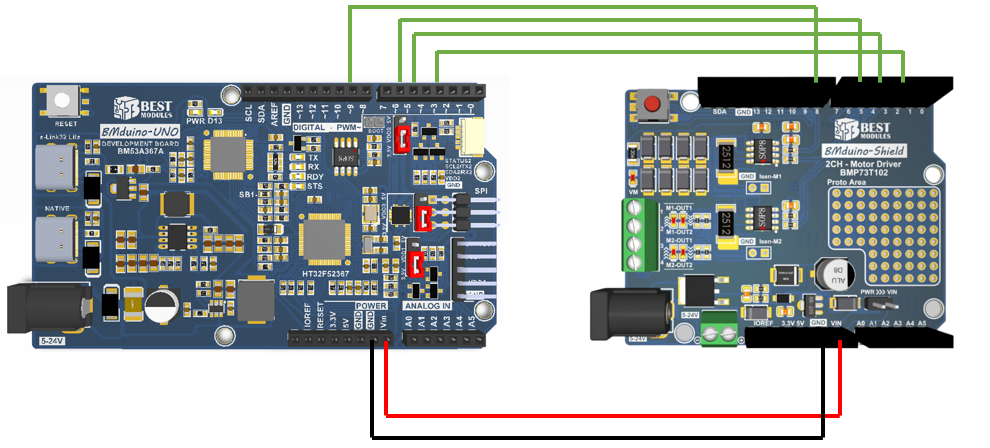 RESET
BEST
MODULES
PWR D13
e-Link32 Lite
BMduino-UNO
DEVELOPMENT BOARD
BM53A367A
NATIVE
5-24V
SCL
SDA
AREF
GND
~13
~12
~11
~10
~9
~8
7
~6
~5
~4
~3
~2
~1
~0
DIGITAL - PWM~
TX
RX
RDY
STS
SOP8
BOOT
SB1
STATUS2
SCL2/TX2
SDA2/RX2
VDD2
GND
SPI
HT32F52367
POWER
ANALOG IN
IOREF
RESET
3.3V
5V
GND
GND
Vin
A0
A1
A2
A3
A4
A5
SDA
GND 13 12 11 10 9 8
7 6 5 4 3 2 1 0
BEST
MODULES
BMduino-Shield
2CH - Motor Driver
BMP73T102
Proto Area
2512
SOP8
GND
Isen-M1
VM
M1-OUT1
M1-OUT2
M2-OUT1
M2-OUT2
2512
SOP8
GND
Isen-M2
ALU
D8
PWR >>> VIN
5-24V
5-24V
IOREF
3.3V 5V
GND
VIN
A0 A1 A2 A3 A4 A5